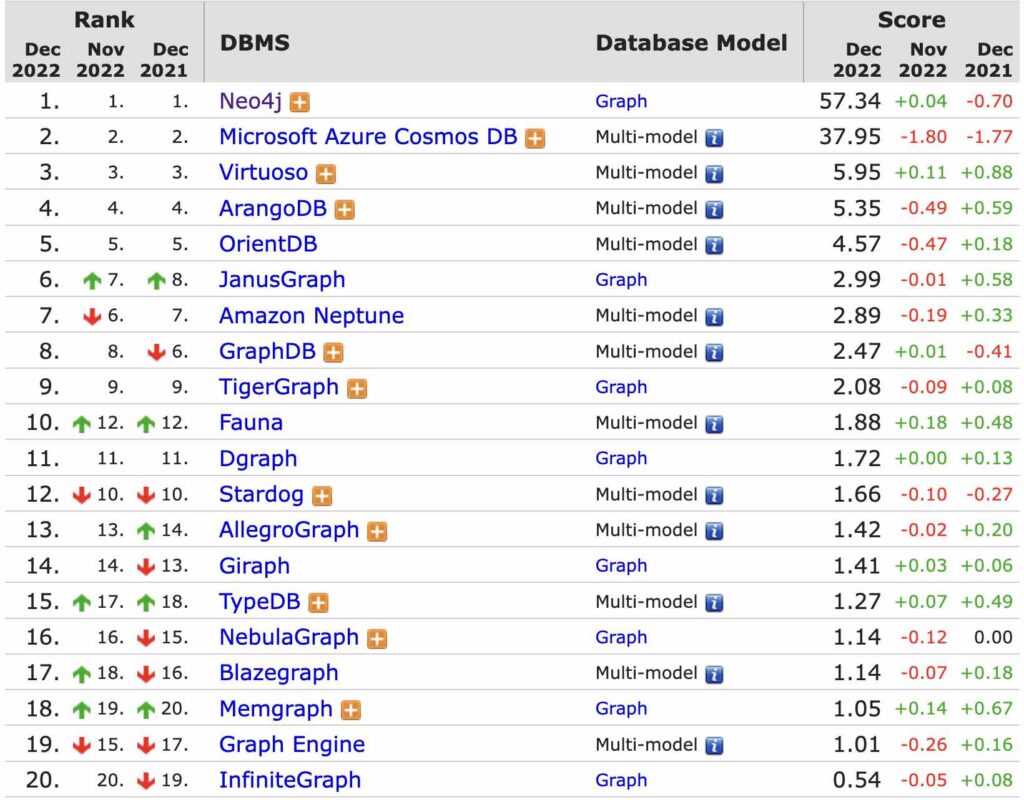 Rank Score
Dec Nov Dec DBMS Database Model Dec Nov Dec
2022 2022 2021 2022 2022 2021
1. 1. 1. Neo4j Graph 57.34 +0.04 -0.70
2. 2. 2. Microsoft Azure Cosmos DB Multi-model i 37.95 -1.80 -1.77
3. 3. 3. Virtuoso Multi-model i 5.95 +0.11 +0.88
4. 4. 4. ArangoDB Multi-model i 5.35 -0.49 +0.59
5. 5. 5. OrientDB Multi-model i 4.57 -0.47 +0.18
6. 7. 8. JanusGraph Graph 2.99 -0.01 +0.58
7. 6. 7. Amazon Neptune Multi-model i 2.89 -0.19 +0.33
8. 8. 6. GraphDB Multi-model i 2.47 +0.01 -0.41
9. 9. 9. TigerGraph Graph 2.08 -0.09 +0.08
10. 12. 12. Fauna Multi-model i 1.88 +0.18 +0.48
11. 11. 11. Dgraph Graph 1.72 +0.00 +0.13
12. 10. 10. Stardog Multi-model i 1.66 -0.10 -0.27
13. 13. 14. AllegroGraph Multi-model i 1.42 -0.02 +0.20
14. 14. 13. Giraph Graph 1.41 +0.03 +0.06
15. 17. 18. TypeDB Multi-model i 1.27 +0.07 +0.49
16. 16. 15. NebulaGraph Graph 1.14 -0.12 0.00
17. 18. 16. Blazegraph Multi-model i 1.14 -0.07 +0.18
18. 19. 20. Memgraph Graph 1.05 +0.14 +0.67
19. 15. 17. Graph Engine Multi-model i 1.01 -0.26 +0.16
20. 20. 19. InfiniteGraph Graph 0.54 -0.05 +0.08